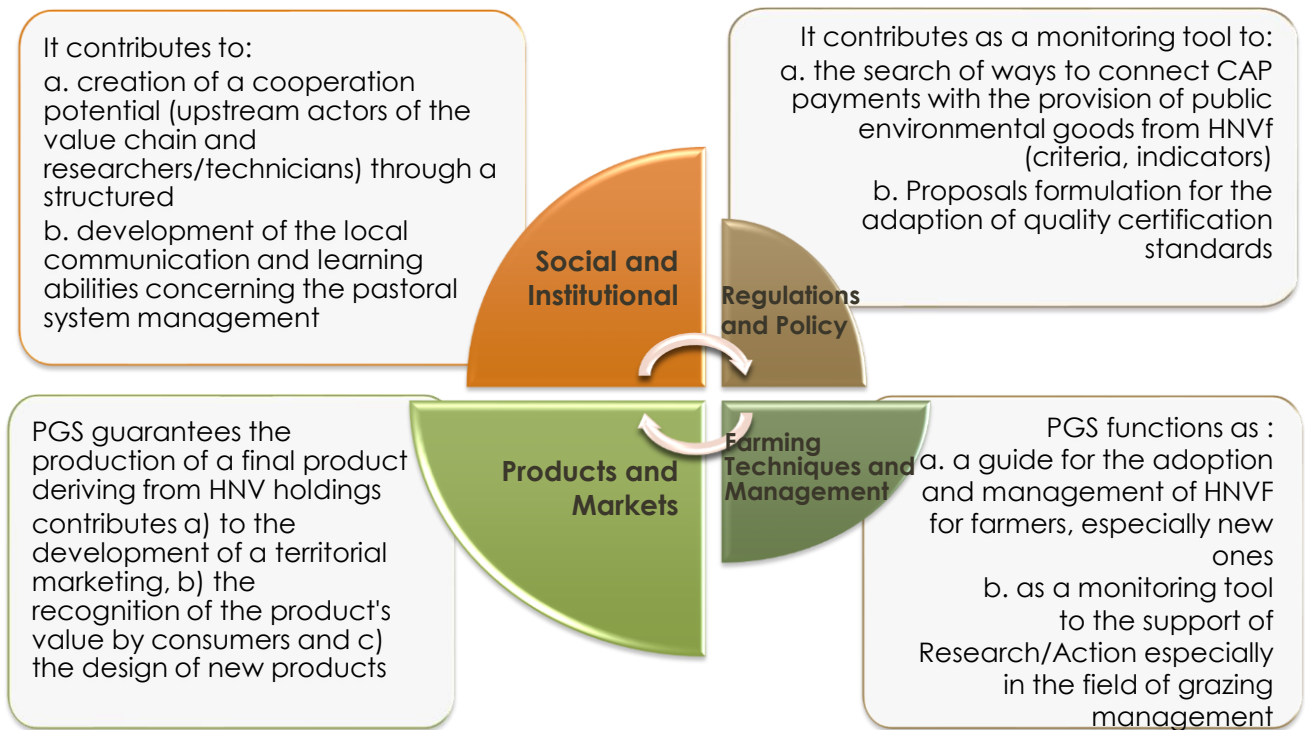 It contributes to:
a. creation of a cooperation
potential (upstream actors of the
value chain and
researchers/technicians) through a
structured
b. development of the local
communication and learning
abilities concerning the pastoral
system management
It contributes as a monitoring tool to:
a. the search of ways to connect CAP
payments with the provision of public
environmental goods from HNVf
(criteria, indicators)
b. Proposals formulation for the
adaption of quality certification
standards
Social and
Institutional
Regulations
and Policy
Products and
Markets
Farming
Techniques and
Management
PGS guarantees the
production of a final product
deriving from HNV holdings
contributes a) to the
development of a territorial
marketing, b) the
recognition of the product's
value by consumers and c)
the design of new products
PGS functions as :
a. a guide for the adoption
and management of HNVF
for farmers, especially new
ones
b. as a monitoring tool
to the support of
Research/Action especially
in the field of grazing
management